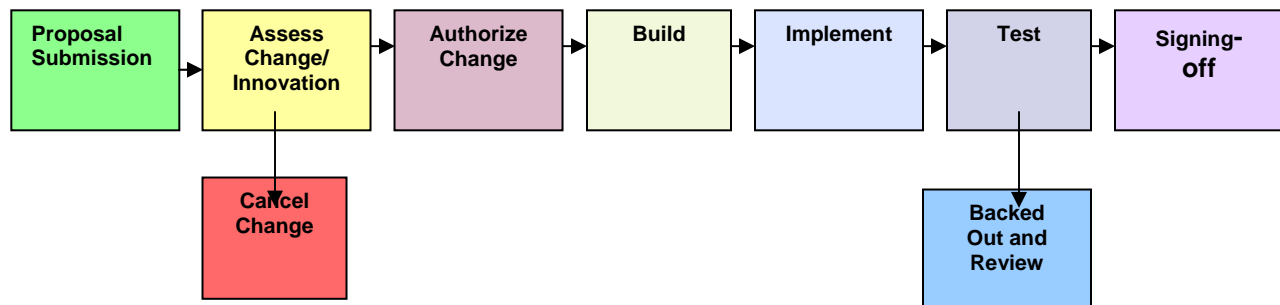 Proposal
Submission
Assess
Change/
Innovation
Authorize
Change
Build
Implement
Test
Signing-
off
Cancel
Change
Backed
Out and
Review